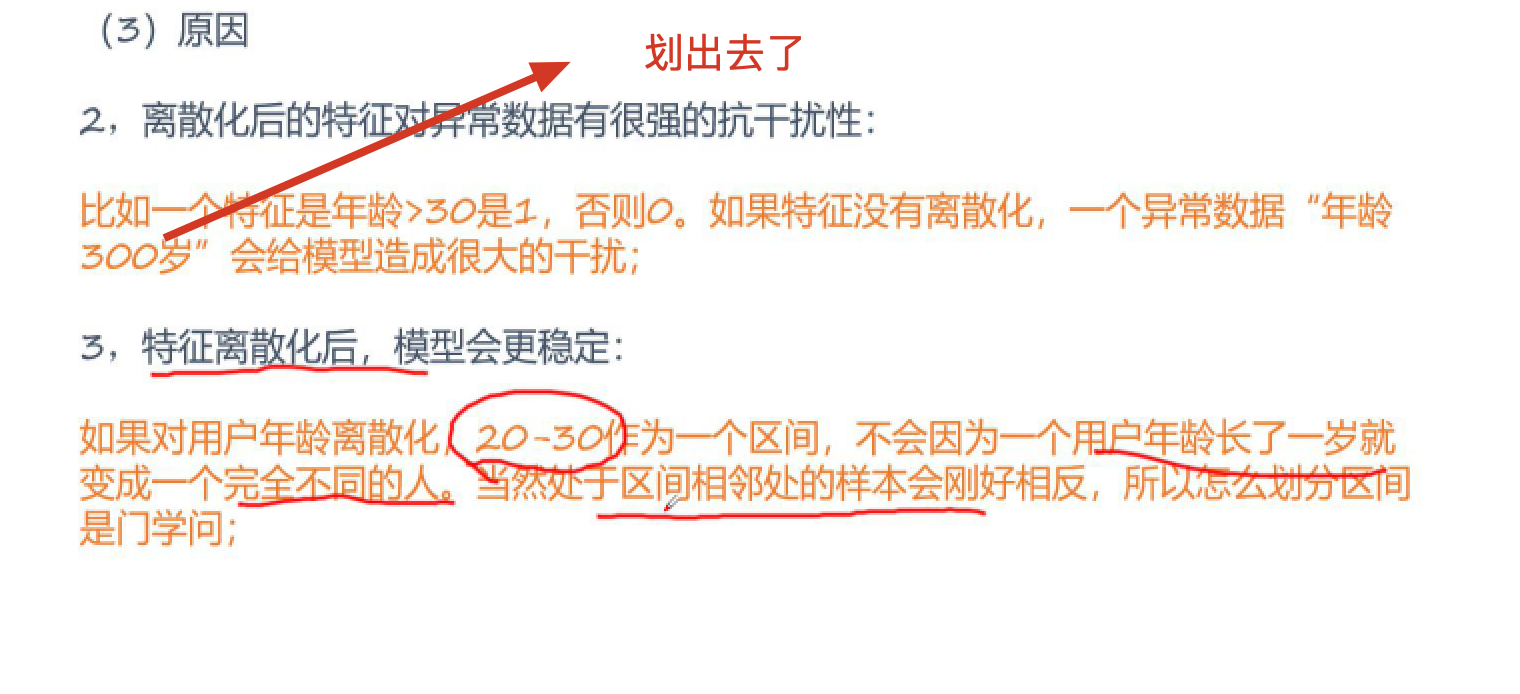 （3）原因
划出去了
2，离散化后的特征对异常数据有很强的抗干扰性：
比如一个特征是年龄>30是1，否则0。如果特征没有离散化，一个异常数据“年龄
300岁”会给模型造成很大的干扰；
3，特征离散化后，模型会更稳定：
如果对用户年龄离散化，20-30作为一个区间，不会因为一个用户年龄长了一岁就
变成一个完全不同的人。当然处于区间相邻处的样本会刚好相反，所以怎么划分区间
是门学问；